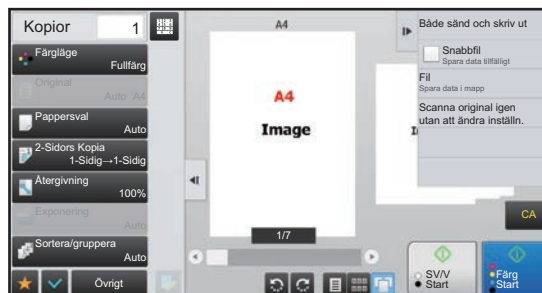 Kopior 1
Färgläge
Fullfärg
Original
Auto A4
Pappersval
Auto
2-Sidors Kopia
1-Sidig→1-Sidig
Återgivning
100%
Exponering
Auto
Sortera/gruppera
Auto
Övrigt
A4
A4
Image
1/7
Både sänd och skriv ut
Snabbfil
Spara data tillfälligt
Fil
Spara data i mapp
Scanna original igen
utan att ändra inställn.
CA
SV/V
Start
Färg
Start